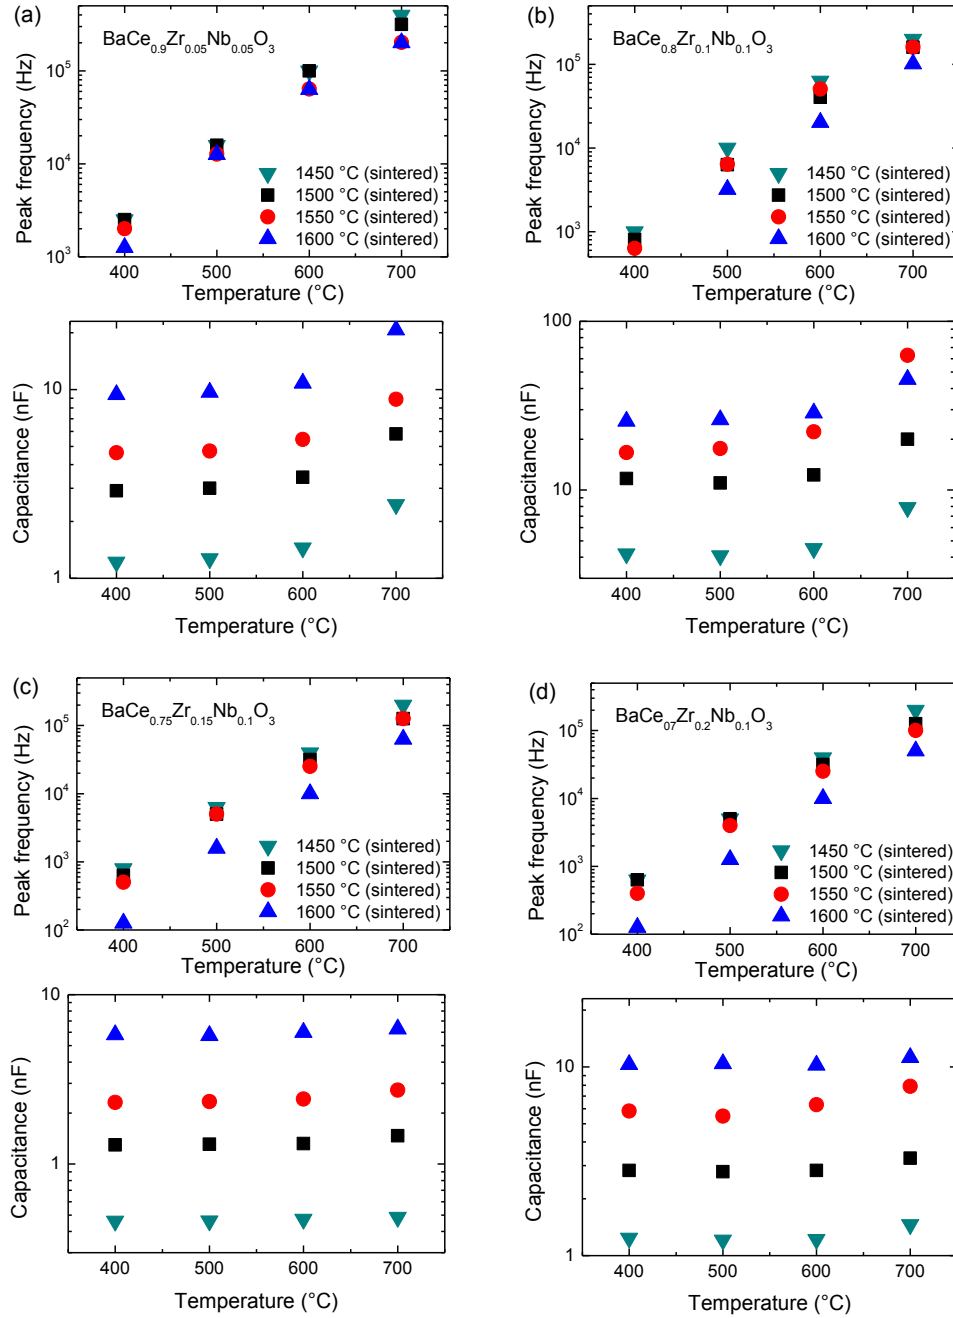 (a)
BaCe0.9Zr0.05Nb0.05O3
Peak frequency (Hz)
10^5
10^4
10^3
1450 °C (sintered)
1500 °C (sintered)
1550 °C (sintered)
1600 °C (sintered)
400 500 600 700
Temperature (°C)
Capacitance (nF)
10
1
400 500 600 700
Temperature (°C)
(b)
BaCe0.8Zr0.1Nb0.1O3
Peak frequency (Hz)
10^5
10^4
10^3
1450 °C (sintered)
1500 °C (sintered)
1550 °C (sintered)
1600 °C (sintered)
400 500 600 700
Temperature (°C)
Capacitance (nF)
100
10
400 500 600 700
Temperature (°C)
(c)
BaCe0.75Zr0.15Nb0.1O3
Peak frequency (Hz)
10^5
10^4
10^3
10^2
1450 °C (sintered)
1500 °C (sintered)
1550 °C (sintered)
1600 °C (sintered)
400 500 600 700
Temperature (°C)
Capacitance (nF)
10
1
400 500 600 700
Temperature (°C)
(d)
BaCe07Zr0.2Nb0.1O3
Peak frequency (Hz)
10^5
10^4
10^3
10^2
1450 °C (sintered)
1500 °C (sintered)
1550 °C (sintered)
1600 °C (sintered)
400 500 600 700
Temperature (°C)
Capacitance (nF)
10
1
400 500 600 700
Temperature (°C)